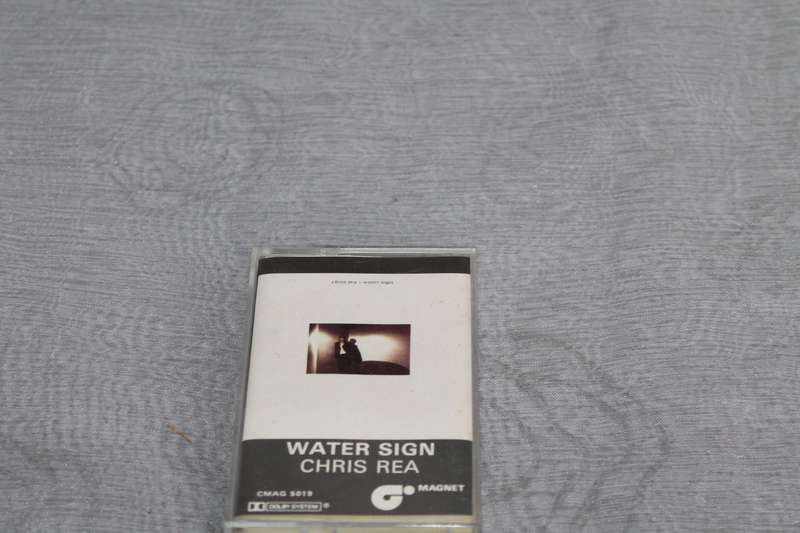 chris rea – water sign
WATER SIGN
CHRIS REA
CMAG 5019
MAGNET
DOLBY SYSTEM ®